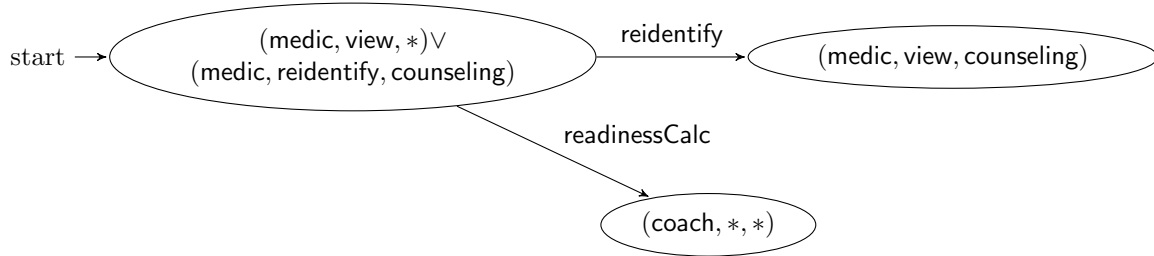 start
(medic, view, ∗)∨
(medic, reidentify, counseling)
reidentify
(medic, view, counseling)
readinessCalc
(coach, ∗, ∗)